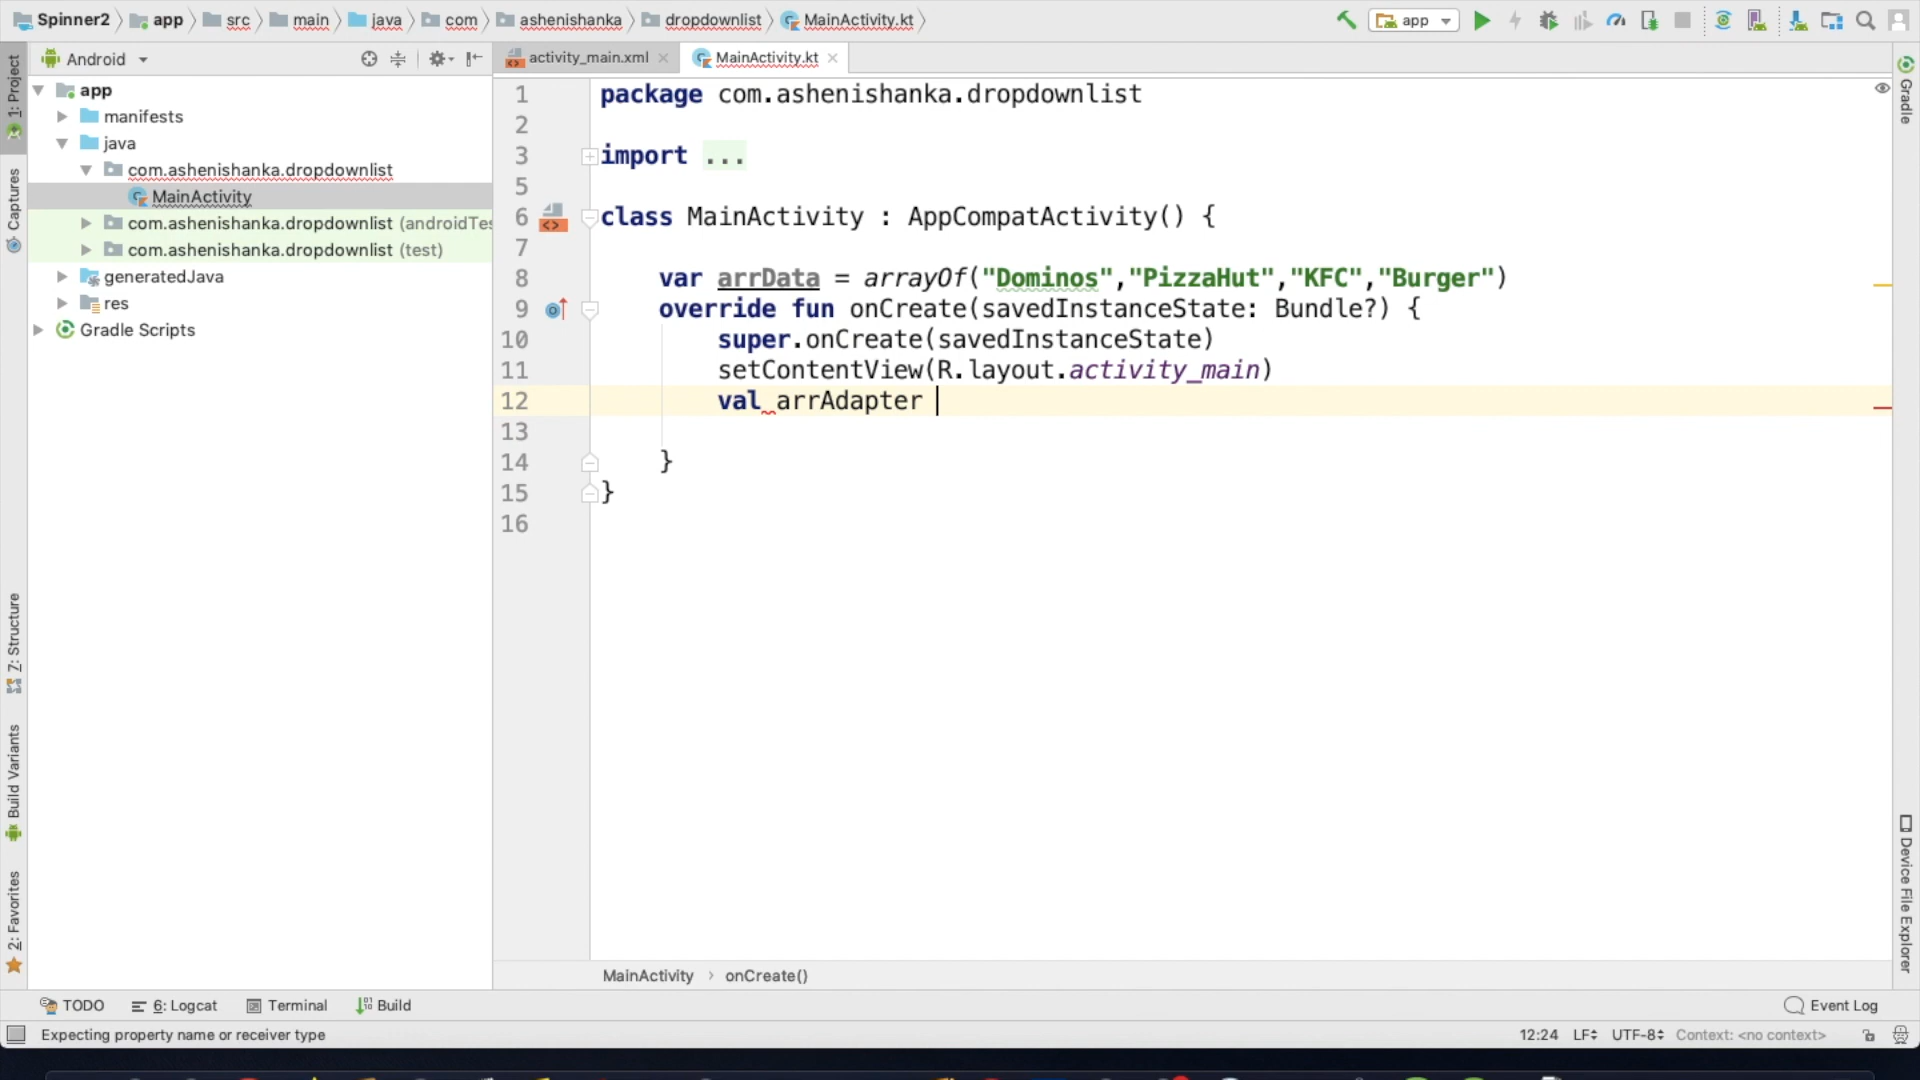 Spinner2 app src main java com ashenishanka dropdownlist MainActivity.kt app
Android
activity_main.xml MainActivity.kt
1: Project
Captures
Z: Structure
Build Variants
2: Favorites
app
manifests
java
com.ashenishanka.dropdownlist
MainActivity
com.ashenishanka.dropdownlist (androidTes
com.ashenishanka.dropdownlist (test)
generatedJava
res
Gradle Scripts
1 package com.ashenishanka.dropdownlist
2
3 import ...
5
6 class MainActivity : AppCompatActivity() {
7
8 var arrData = arrayOf("Dominos","PizzaHut","KFC","Burger")
9 override fun onCreate(savedInstanceState: Bundle?) {
10 super.onCreate(savedInstanceState)
11 setContentView(R.layout.activity_main)
12 val arrAdapter
13
14 }
15 }
16
Gradle
Device File Explorer
MainActivity › onCreate()
TODO 6: Logcat Terminal Build Event Log
Expecting property name or receiver type 12:24 LF UTF-8 Context: <no context>